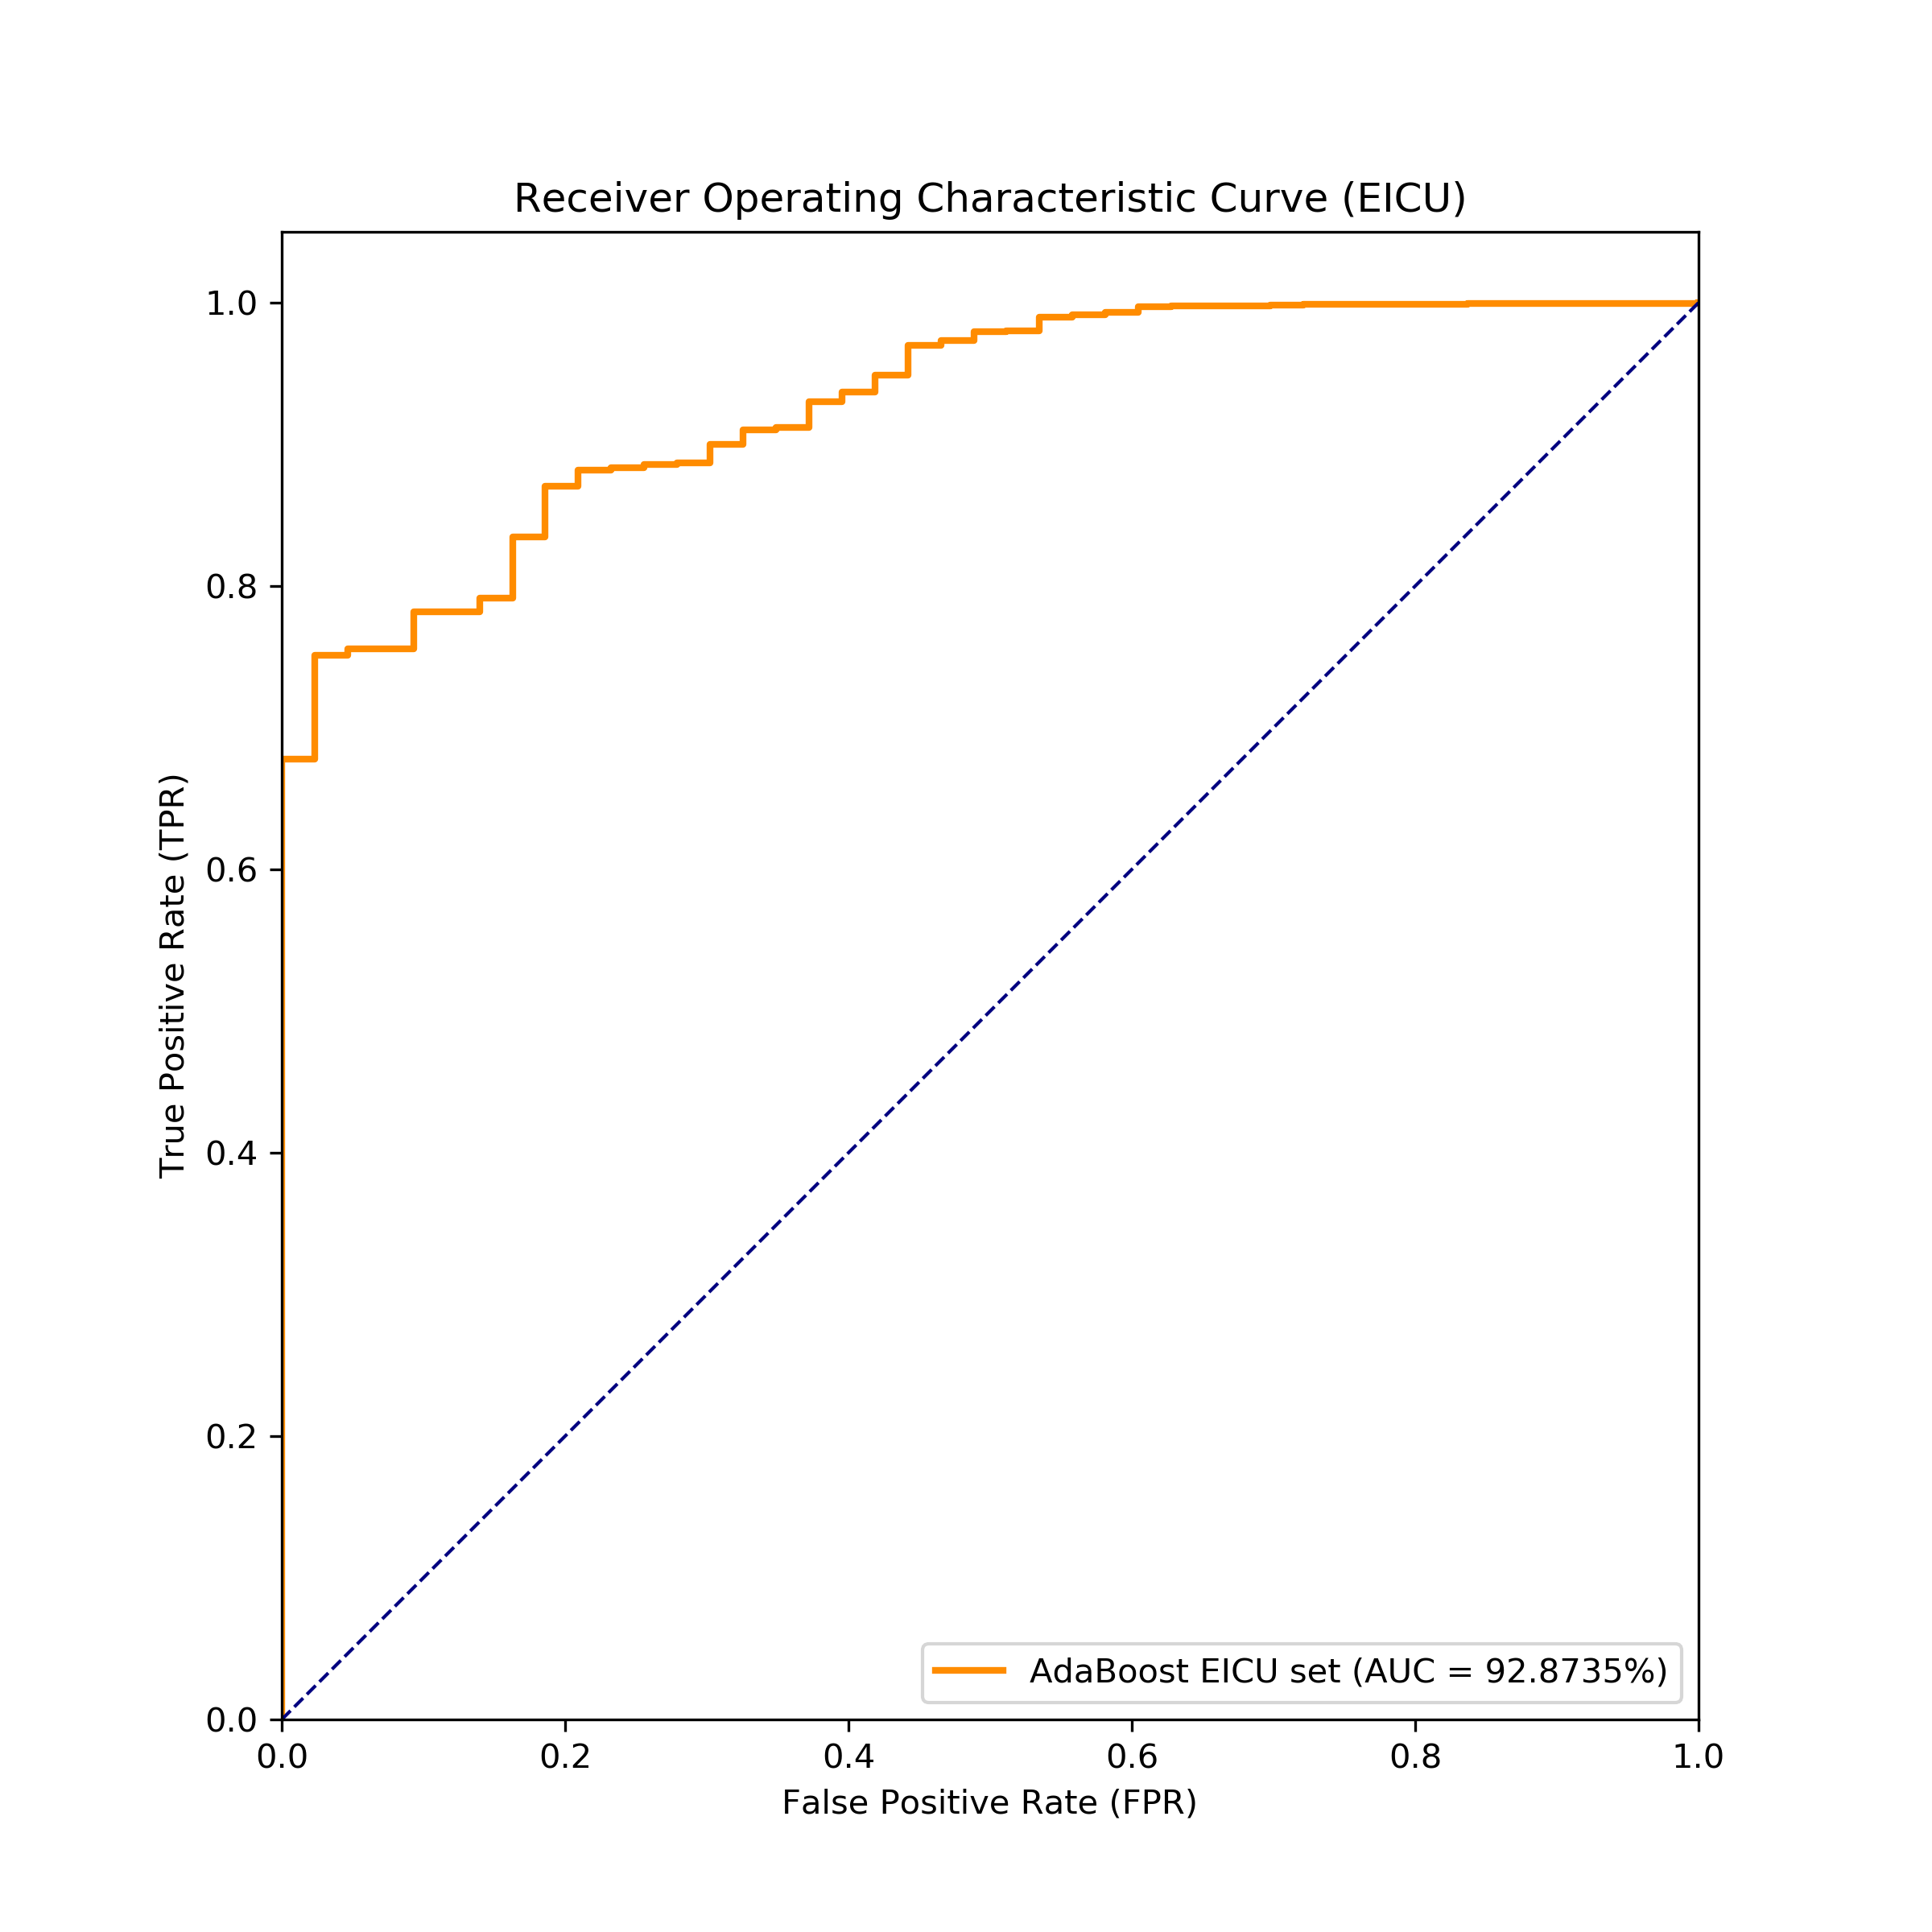 Receiver Operating Characteristic Curve (EICU)
1.0
0.8
0.6
0.4
0.2
0.0
True Positive Rate (TPR)
AdaBoost EICU set (AUC = 92.8735%)
0.0 0.2 0.4 0.6 0.8 1.0
False Positive Rate (FPR)